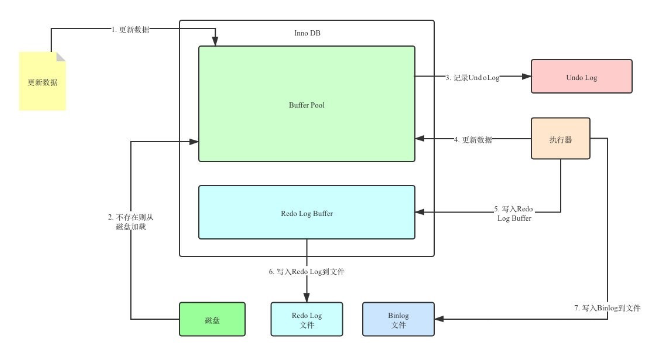 1. 更新数据
Inno DB
更新数据
Buffer Pool
3. 记录UndoLog
Undo Log
4. 更新数据
执行器
2. 不存在则从
磁盘加载
Redo Log Buffer
5. 写入Redo
Log Buffer
6. 写入Redo Log到文件
7. 写入Binlog到文件
磁盘
Redo Log
文件
Binlog
文件